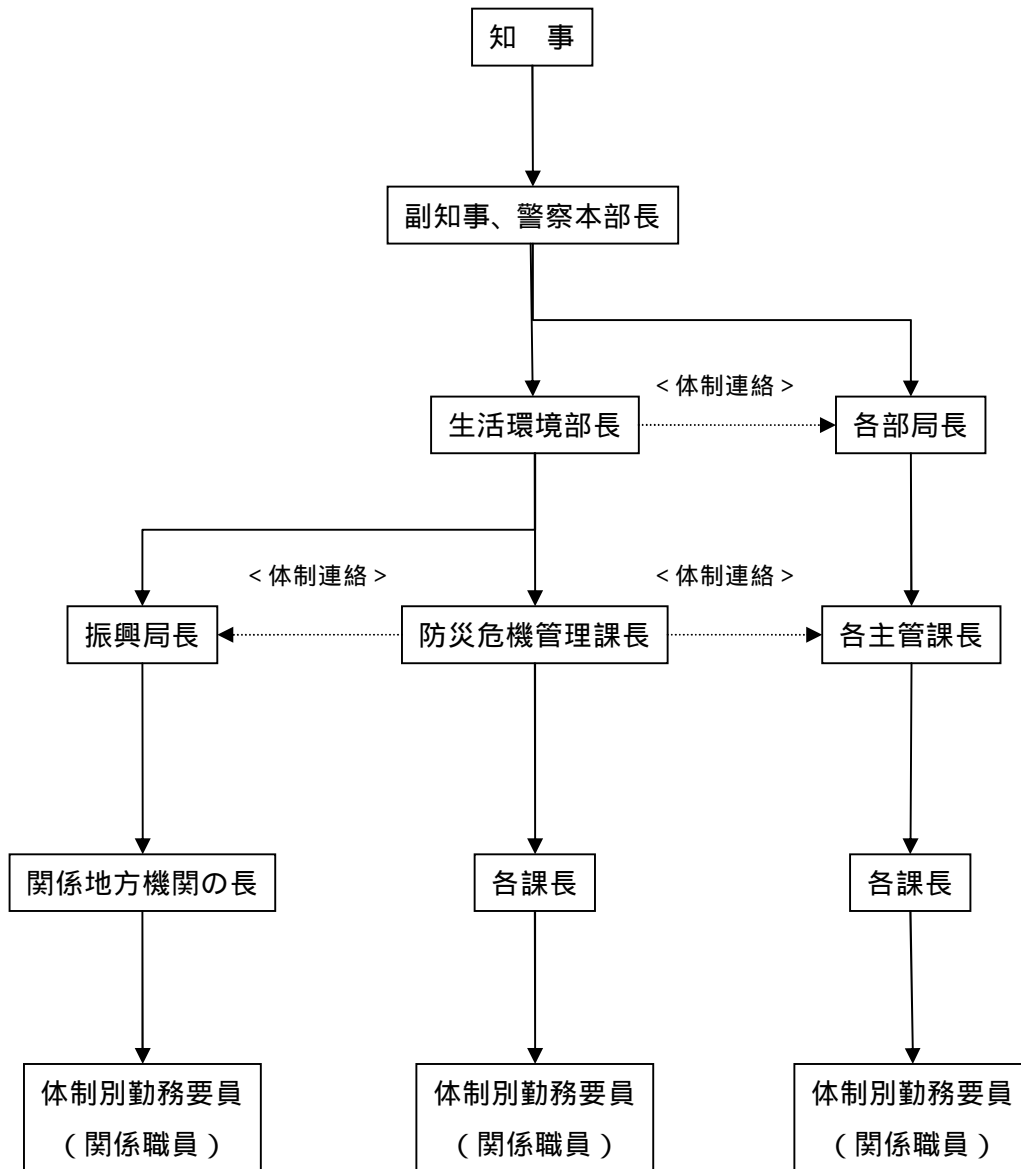 知　事
副知事、警察本部長
<体制連絡>
生活環境部長
各部局長
<体制連絡>
<体制連絡>
振興局長
防災危機管理課長
各主管課長
関係地方機関の長
各課長
各課長
体制別勤務要員
(関係職員)
体制別勤務要員
(関係職員)
体制別勤務要員
(関係職員)